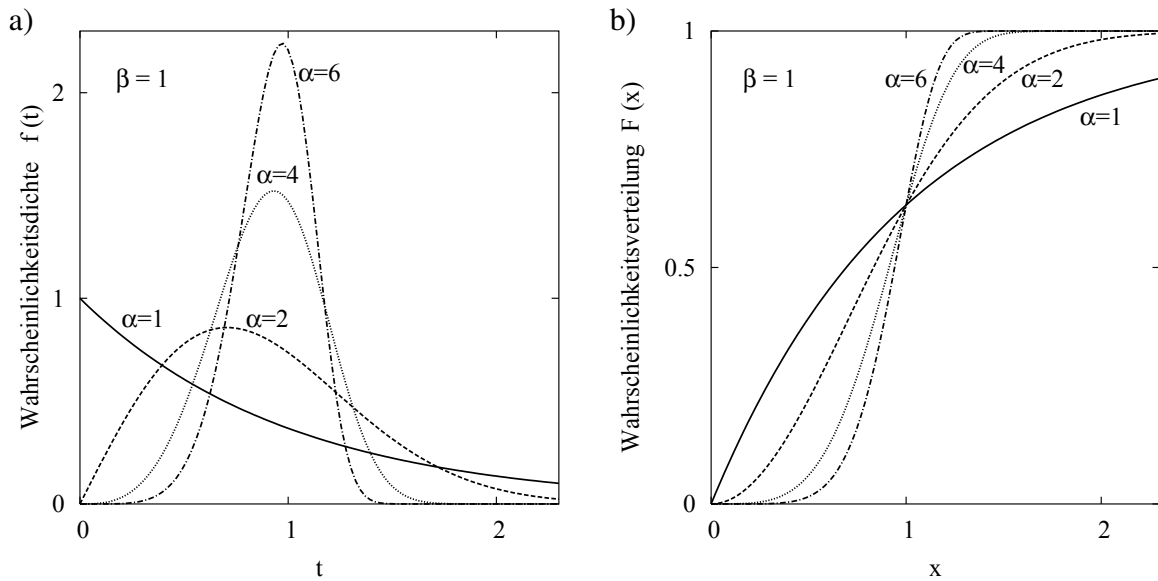 a)
Wahrscheinlichkeitsdichte f (t)
β = 1
α=6
α=4
α=1
α=2
0
1
2
0
1
2
t
b)
Wahrscheinlichkeitsverteilung F (x)
β = 1
α=6
α=4
α=2
α=1
1
0.5
0
0
1
2
x